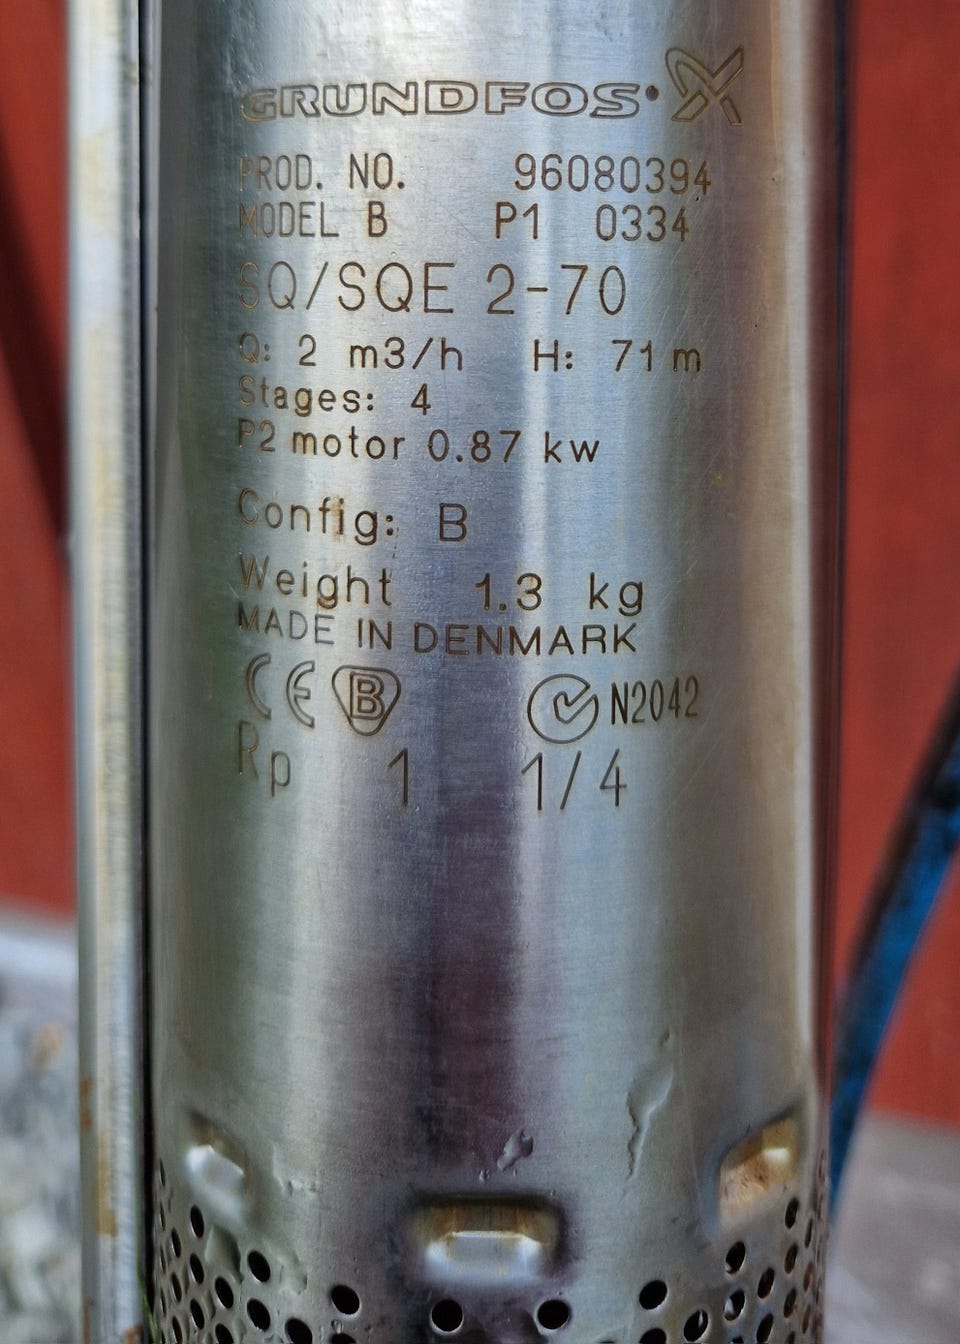 GRUNDFOS
PROD. NO. 96080394
MODEL B P1 0334
SQ/SQE 2-70
Q: 2 m3/h H: 71 m
Stages: 4
P2 motor 0.87 kw
Config: B
Weight 1.3 kg
MADE IN DENMARK
CE B N2042
Rp 1 1/4